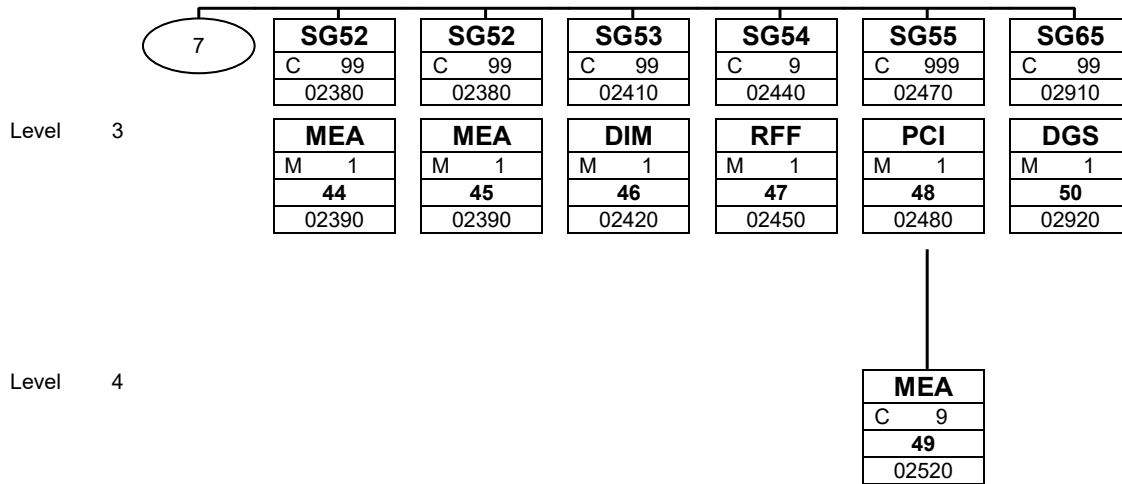 7 SG52 SG52 SG53 SG54 SG55 SG65
C 99 C 99 C 99 C 9 C 999 C 99
02380 02380 02410 02440 02470 02910
Level 3 MEA MEA DIM RFF PCI DGS
M 1 M 1 M 1 M 1 M 1 M 1
44 45 46 47 48 50
02390 02390 02420 02450 02480 02920
Level 4 MEA
C 9
49
02520